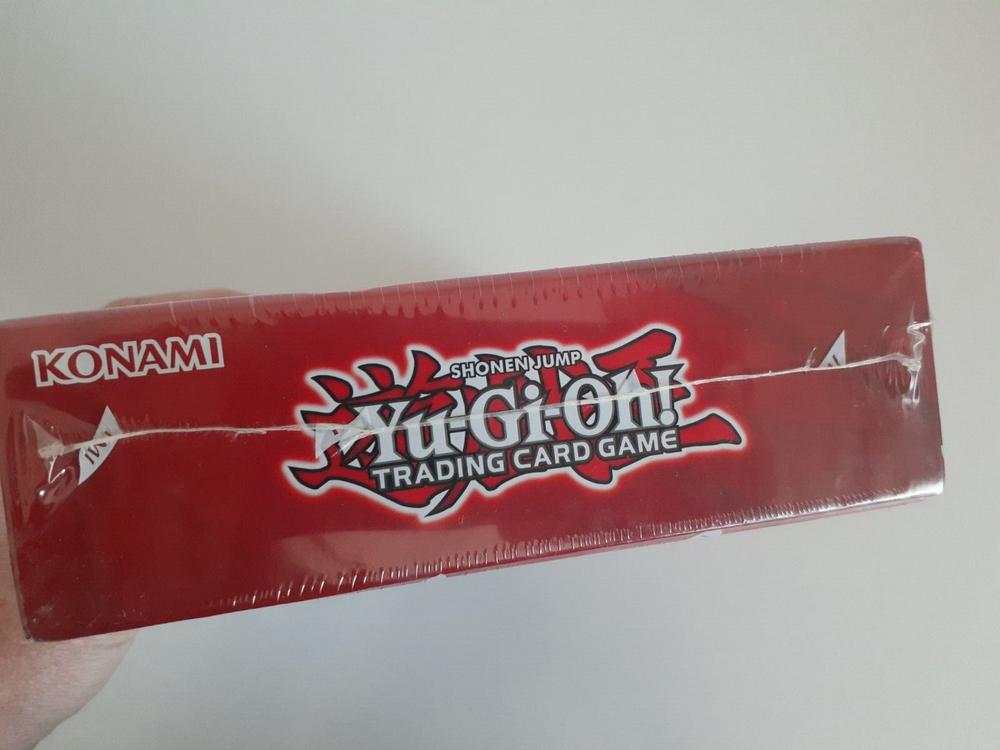 KONAMI
SHONEN JUMP
Yu-Gi-Oh!
TRADING CARD GAME